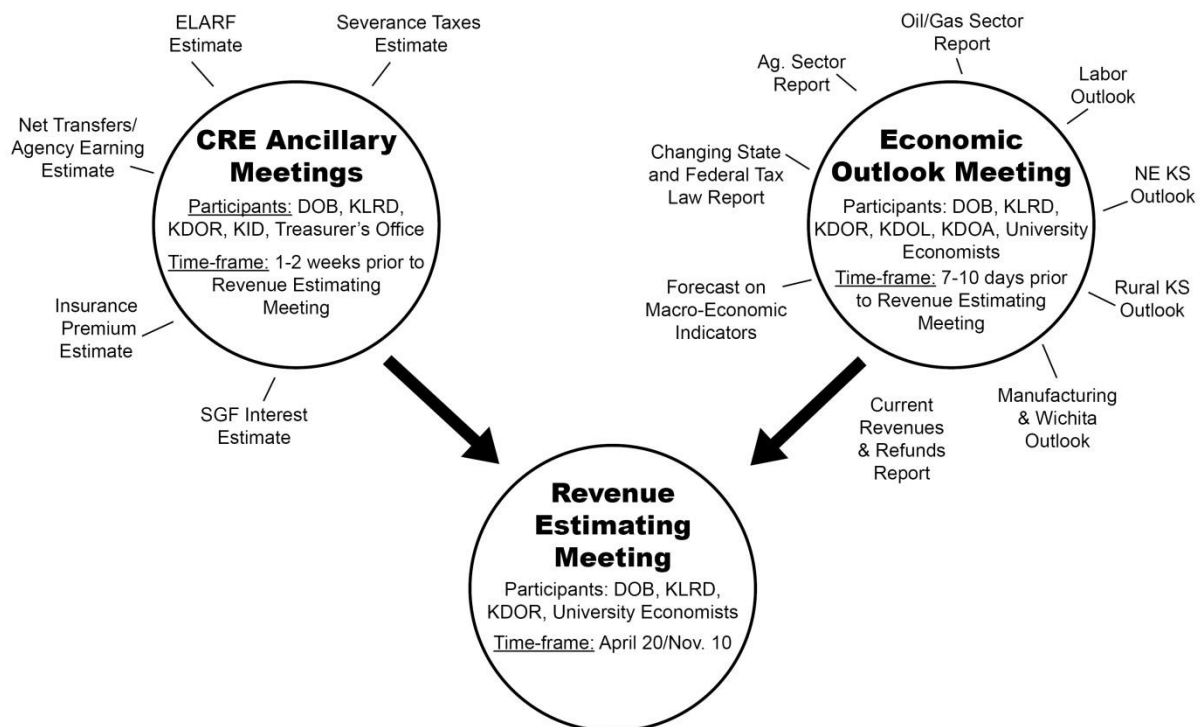 ELARF
Estimate
Severance Taxes
Estimate
Net Transfers/
Agency Earning
Estimate
CRE Ancillary
Meetings
Participants: DOB, KLRD,
KDOR, KID, Treasurer’s Office
Time-frame: 1-2 weeks prior to
Revenue Estimating
Meeting
Insurance
Premium
Estimate
SGF Interest
Estimate
Oil/Gas Sector
Report
Ag. Sector
Report
Labor
Outlook
Changing State
and Federal Tax
Law Report
Economic
Outlook Meeting
Participants: DOB, KLRD,
KDOR, KDOL, KDOA, University
Economists
Time-frame: 7-10 days prior
to Revenue Estimating
Meeting
NE KS
Outlook
Forecast on
Macro-Economic
Indicators
Rural KS
Outlook
Current
Revenues
& Refunds
Report
Manufacturing
& Wichita
Outlook
Revenue
Estimating
Meeting
Participants: DOB, KLRD,
KDOR, University Economists
Time-frame: April 20/Nov. 10